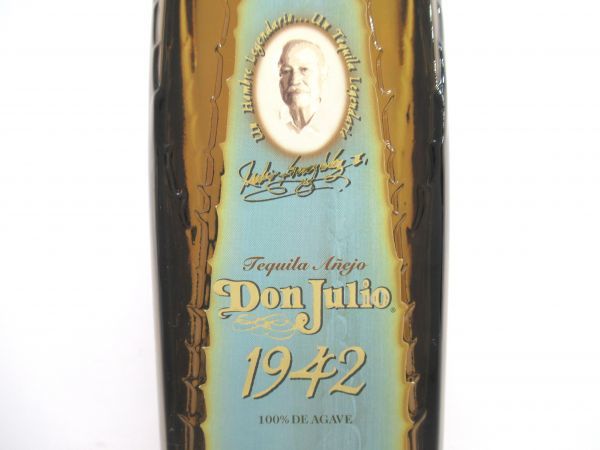 Un Hombre Legendario...Un Tequila Legendario
Tequila Añejo
Don Julio®
1942
100% DE AGAVE